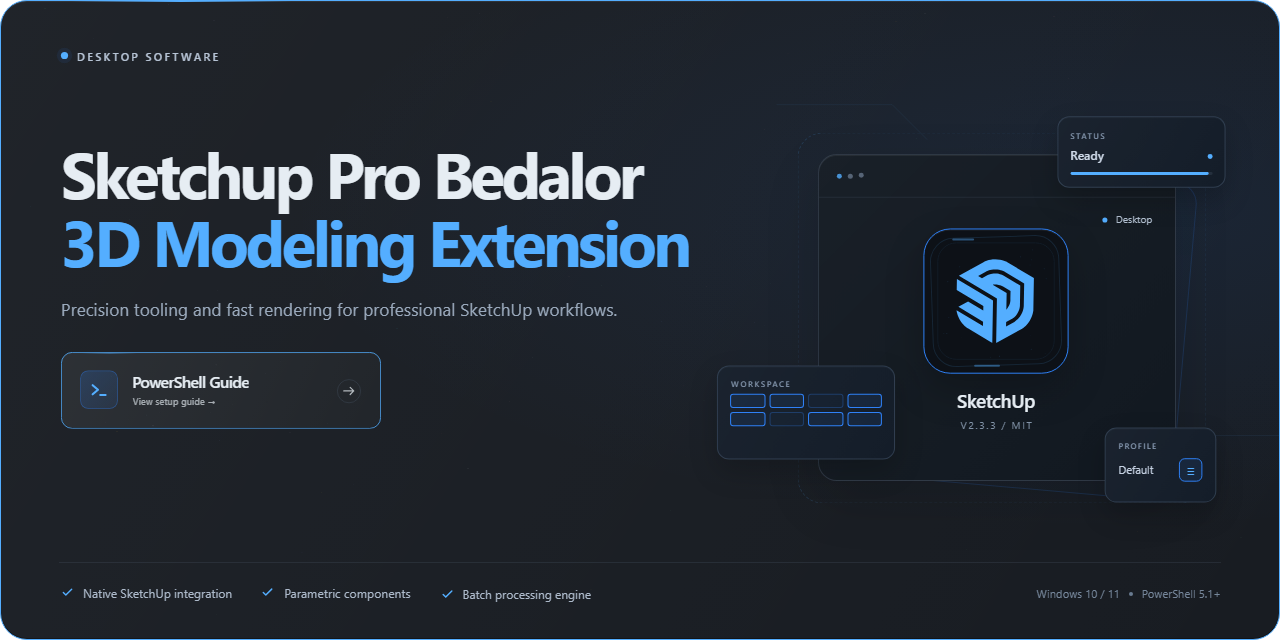 DESKTOP SOFTWARE
Sketchup Pro Bedalor
3D Modeling Extension
Precision tooling and fast rendering for professional SketchUp workflows.
PowerShell Guide
View setup guide →
STATUS
Ready
Desktop
WORKSPACE
SketchUp
V2.3.3 / MIT
PROFILE
Default
Native SketchUp integration
Parametric components
Batch processing engine
Windows 10 / 11 • PowerShell 5.1+